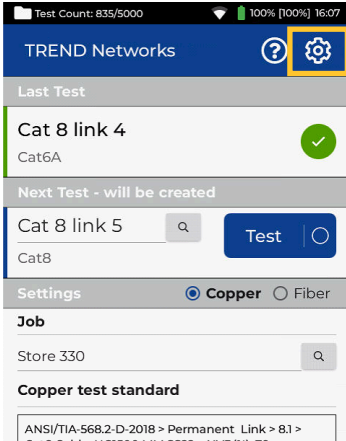 Test Count: 835/5000 100% [100%] 16:07
TREND Networks
Last Test
Cat 8 link 4
Cat6A
Next Test - will be created
Cat 8 link 5
Test
Cat8
Settings Copper Fiber
Job
Store 330
Copper test standard
ANSI/TIA-568.2-D-2018 > Permanent Link > 8.1 >